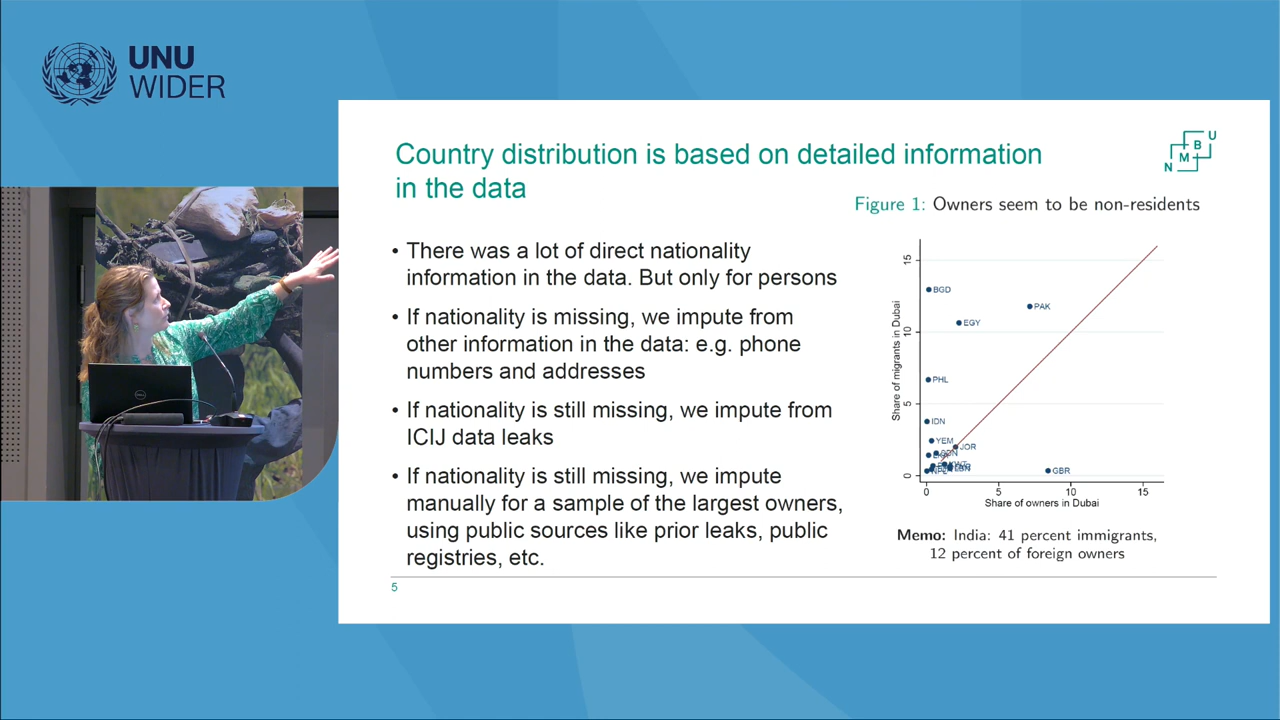 UNU
WIDER
Country distribution is based on detailed information
in the data
U
B
M
N
Figure 1: Owners seem to be non-residents
• There was a lot of direct nationality
information in the data. But only for persons
• If nationality is missing, we impute from
other information in the data: e.g. phone
numbers and addresses
• If nationality is still missing, we impute from
ICIJ data leaks
• If nationality is still missing, we impute
manually for a sample of the largest owners,
using public sources like prior leaks, public
registries, etc.
Share of migrants in Dubai
15
10
5
0
BGD
PAK
EGY
PHL
IDN
YEM
JOR
GBR
0 5 10 15
Share of owners in Dubai
Memo: India: 41 percent immigrants,
12 percent of foreign owners
5